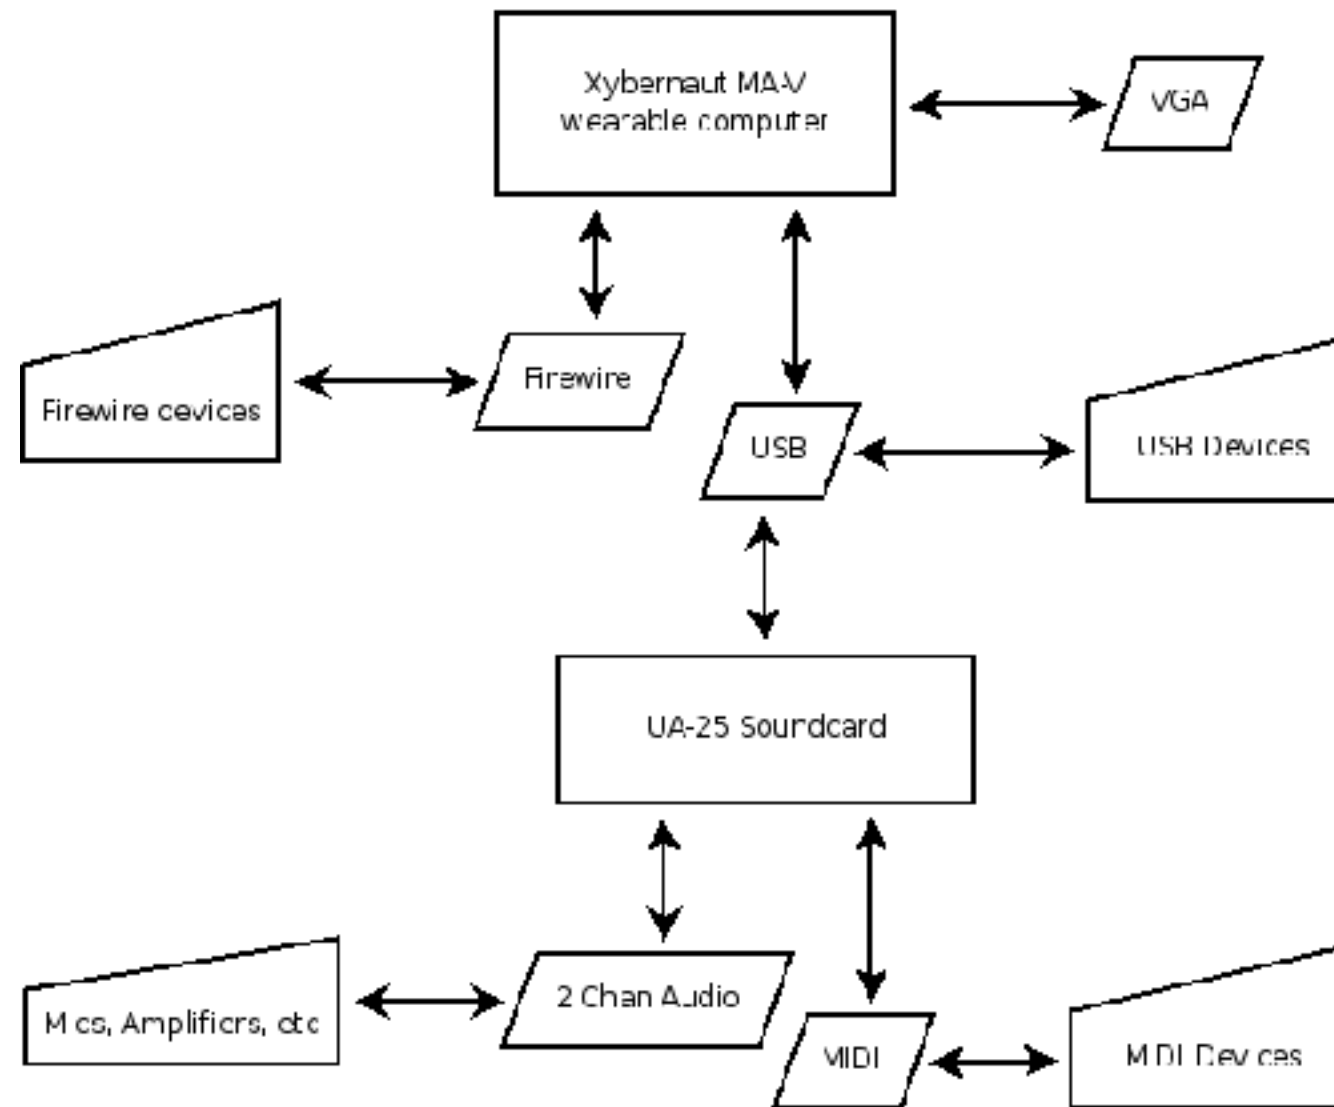 Xybernaut MA-V
wearable computer
VGA
Firewire
Firewire devices
USB
USB Devices
UA-25 Soundcard
2 Chan Audio
Mics, Amplifiers, etc
MIDI
MIDI Devices